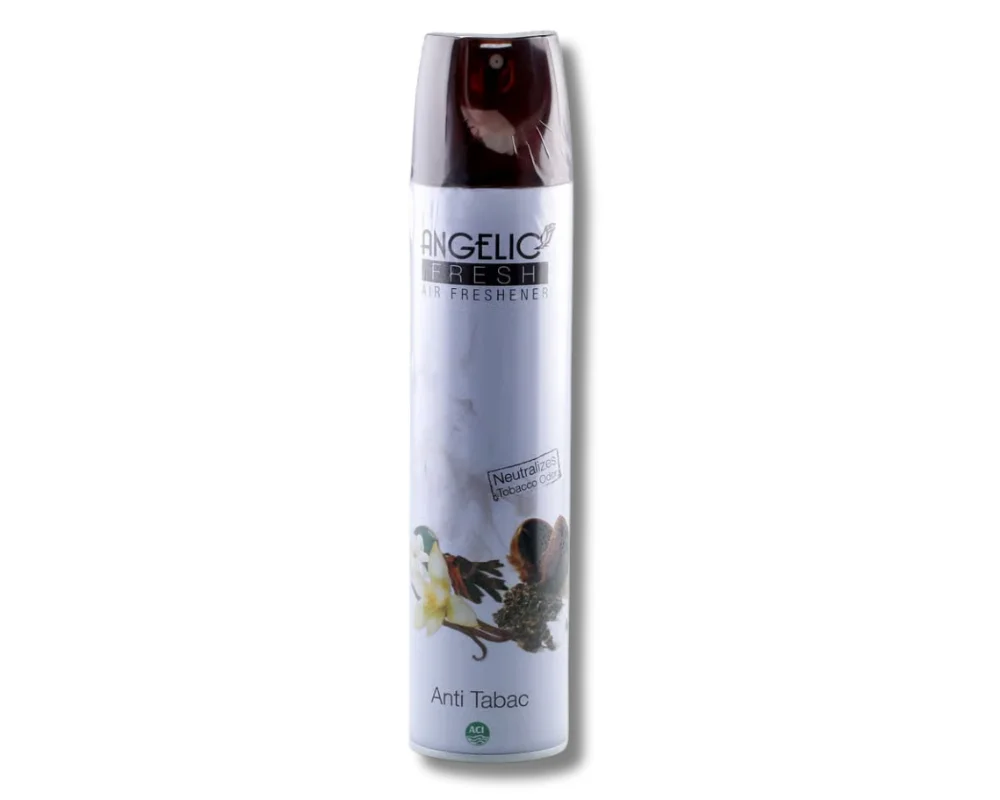 ANGELIC
FRESH
AIR FRESHENER
Neutralizes
Tobacco Odor
Anti Tabac
ACI